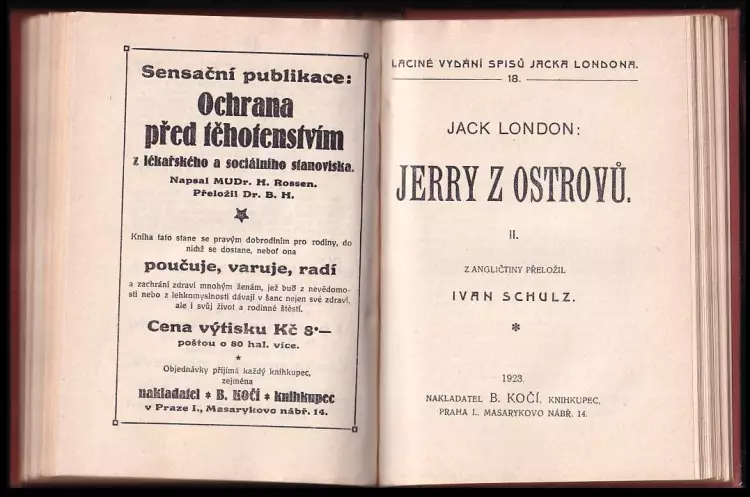 Sensační publikace:
Ochrana
před těhotenstvím
z lékařského a sociálního stanoviska.
Napsal MUDr. H. Rossen.
Přeložil Dr. B. H.
Kniha tato stane se pravým dobrodiním pro rodiny, do
nichž se dostane, neboť ona
poučuje, varuje, radí
a zachrání zdraví mnohým ženám, jež buď z nevědomo-
sti nebo z lehkomyslnosti dávají v šanc nejen své zdraví,
ale i svůj život a rodinné štěstí.
Cena výtisku Kč 8·—
poštou o 80 hal. více.
*
Objednávky přijímá každý knihkupec,
zejména
nakladatel * B. KOČÍ * knihkupec
v Praze I., Masarykovo nábř. 14.
LACINÉ VYDÁNÍ SPISŮ JACKA LONDONA.
18.
JACK LONDON:
JERRY Z OSTROVŮ.
II.
Z ANGLIČTINY PŘELOŽIL
IVAN SCHULZ.
*
1923.
NAKLADATEL B. KOČÍ, KNIHKUPEC,
PRAHA I., MASARYKOVO NÁBŘ. 14.